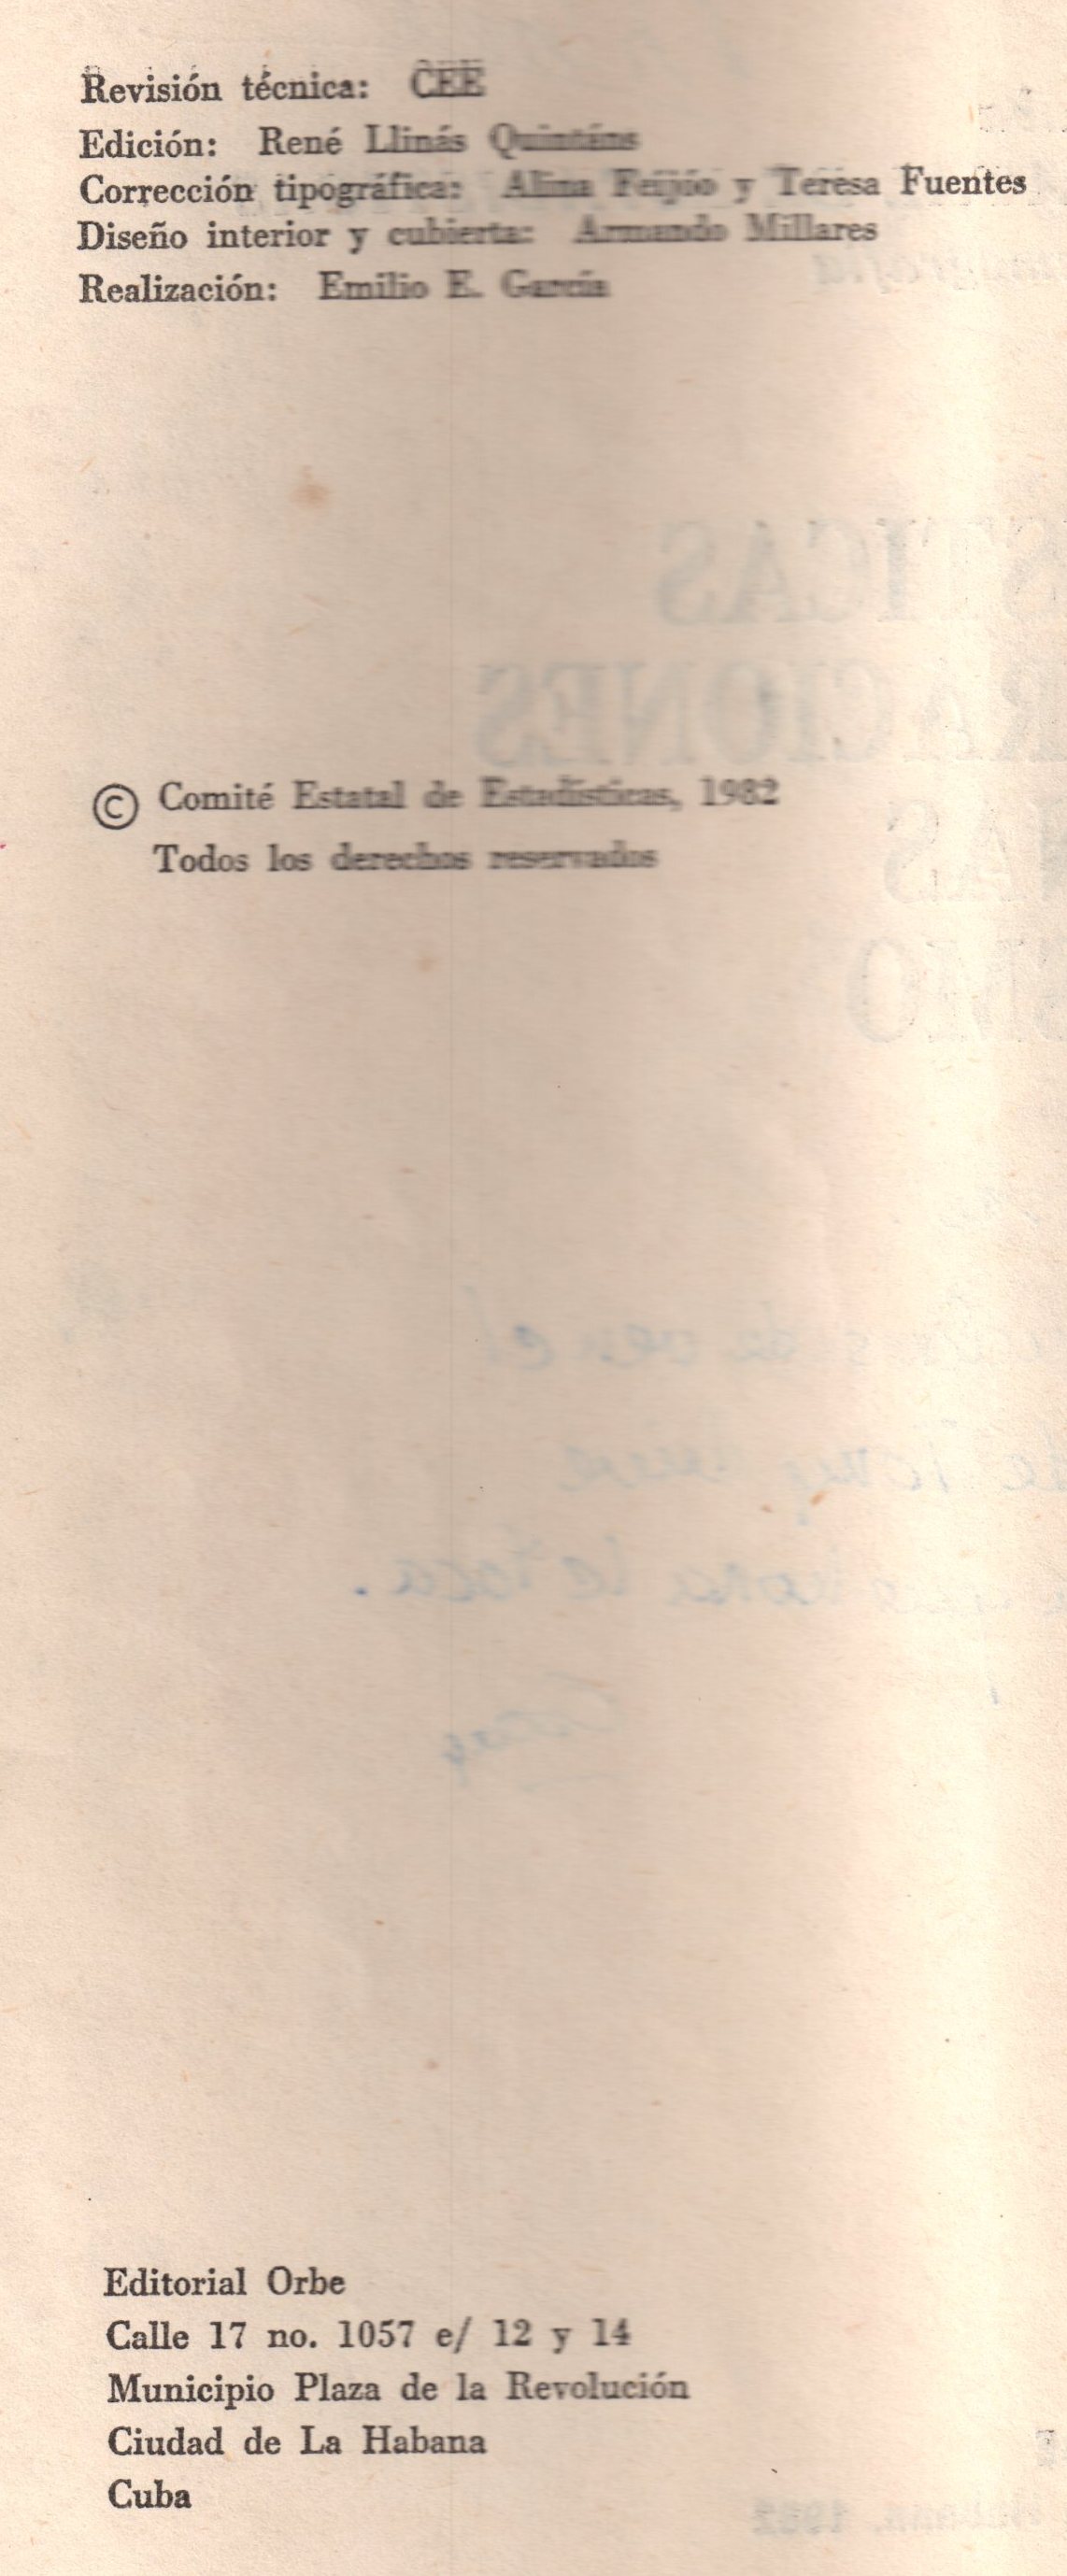 Revisión técnica: CEE
Edición: René Llinás Quintáns
Corrección tipográfica: Alina Feijóo y Teresa Fuentes
Diseño interior y cubierta: Armando Millares
Realización: Emilio E. García
© Comité Estatal de Estadísticas, 1982
Todos los derechos reservados
Editorial Orbe
Calle 17 no. 1057 e/ 12 y 14
Municipio Plaza de la Revolución
Ciudad de La Habana
Cuba